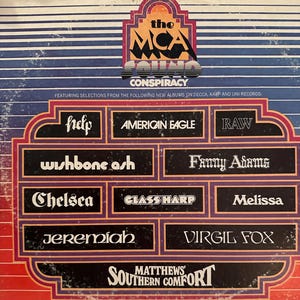 the
MCA
SOUND
CONSPIRACY
FEATURING SELECTIONS FROM THE FOLLOWING NEW ALBUMS ON DECCA, KAPP AND UNI RECORDS:
help AMERICAN EAGLE RAW
wishbone ash Fanny Adams
Chelsea GLASS HARP Melissa
JEREMIAH VIRGIL FOX
MATTHEWS'
SOUTHERN COMFORT